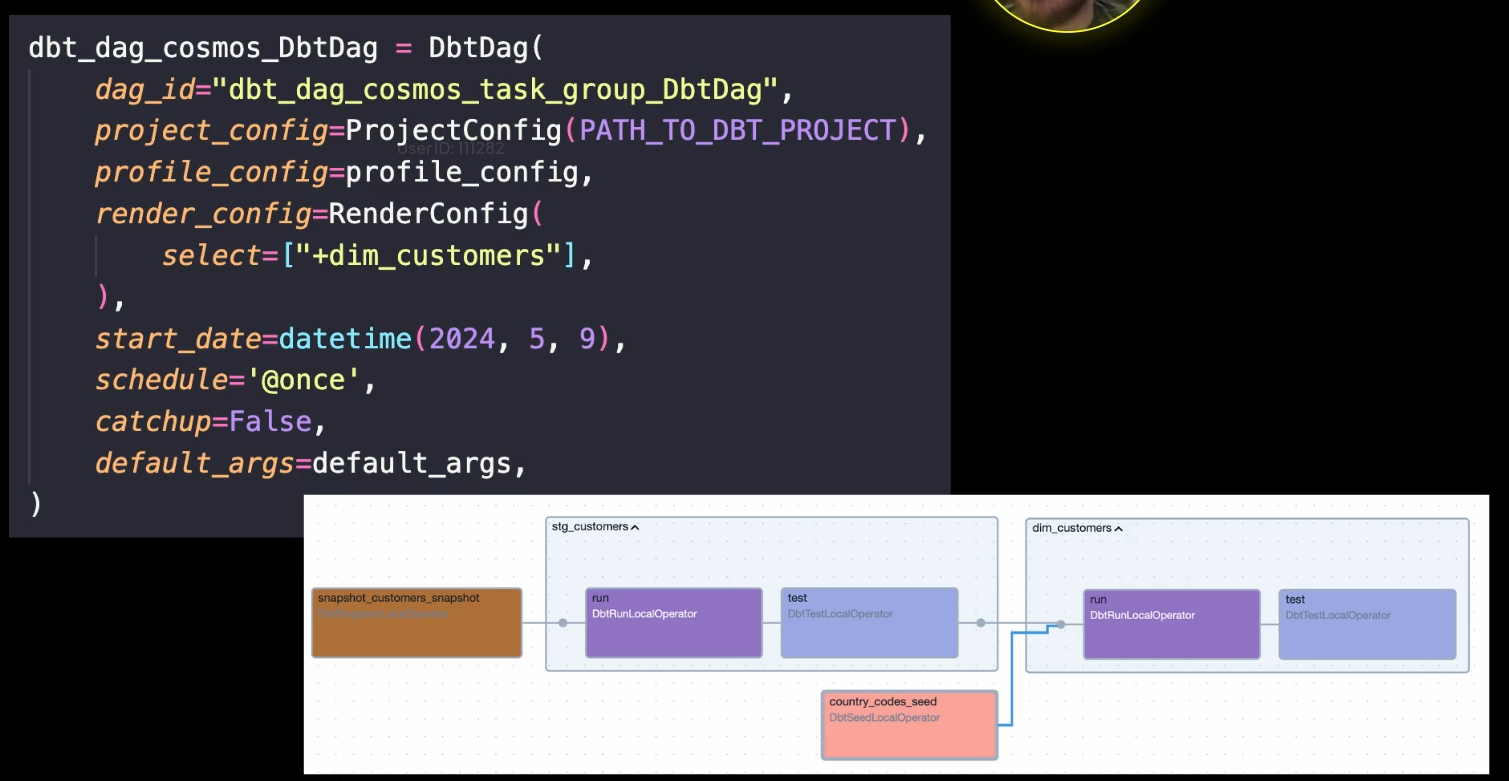 dbt_dag_cosmos_DbtDag = DbtDag(
dag_id="dbt_dag_cosmos_task_group_DbtDag",
project_config=ProjectConfig(PATH_TO_DBT_PROJECT),
UserID: 111282
profile_config=profile_config,
render_config=RenderConfig(
select=["+dim_customers"],
),
start_date=datetime(2024, 5, 9),
schedule='@once',
catchup=False,
default_args=default_args,
)
stg_customers
dim_customers
snapshot_customers_snapshot
run
DbtRunLocalOperator
test
DbtTestLocalOperator
run
DbtRunLocalOperator
test
DbtTestLocalOperator
country_codes_seed
DbtSeedLocalOperator